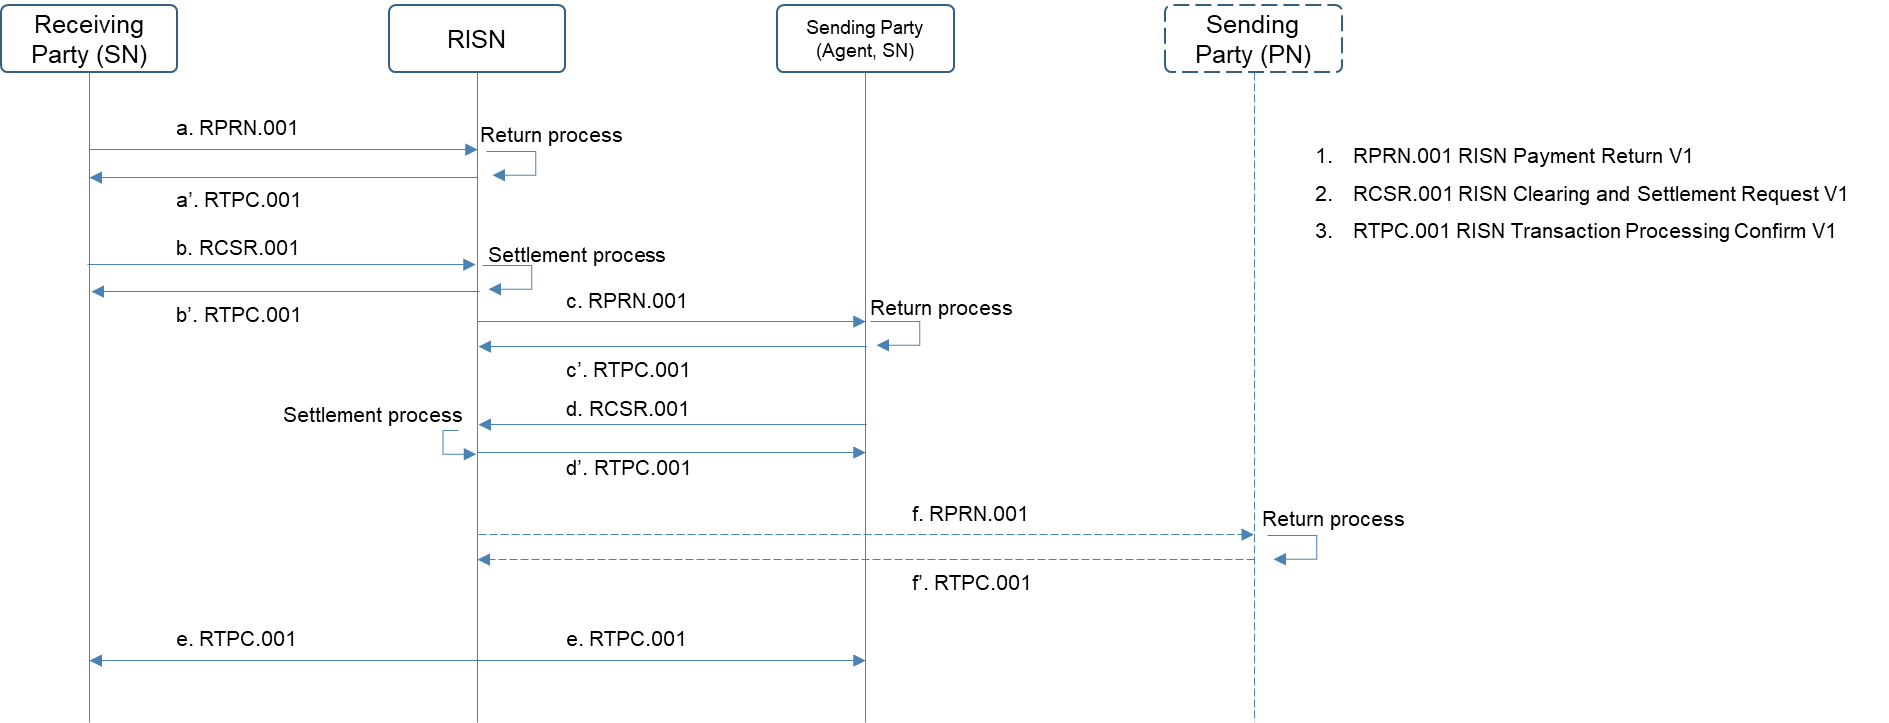 Receiving
Party (SN)
RISN
Sending Party
(Agent, SN)
Sending
Party (PN)
a. RPRN.001
Return process
a’. RTPC.001
1. RPRN.001 RISN Payment Return V1
2. RCSR.001 RISN Clearing and Settlement Request V1
3. RTPC.001 RISN Transaction Processing Confirm V1
b. RCSR.001
Settlement process
b’. RTPC.001
c. RPRN.001
Return process
c’. RTPC.001
Settlement process
d. RCSR.001
d’. RTPC.001
f. RPRN.001
Return process
f’. RTPC.001
e. RTPC.001
e. RTPC.001